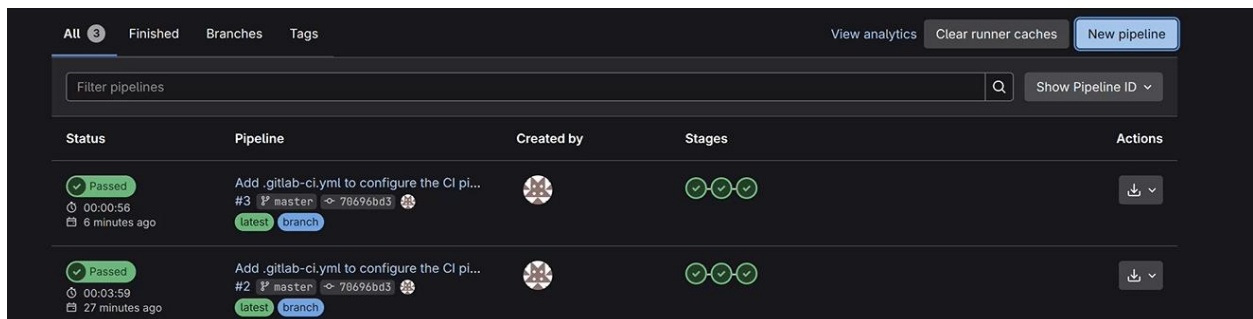 All 3 Finished Branches Tags View analytics Clear runner caches New pipeline
Filter pipelines Show Pipeline ID
Status Pipeline Created by Stages Actions
Passed Add .gitlab-ci.yml to configure the CI pi...
00:00:56 #3 master 70696bd3
6 minutes ago latest branch
Passed Add .gitlab-ci.yml to configure the CI pi...
00:03:59 #2 master 70696bd3
27 minutes ago latest branch